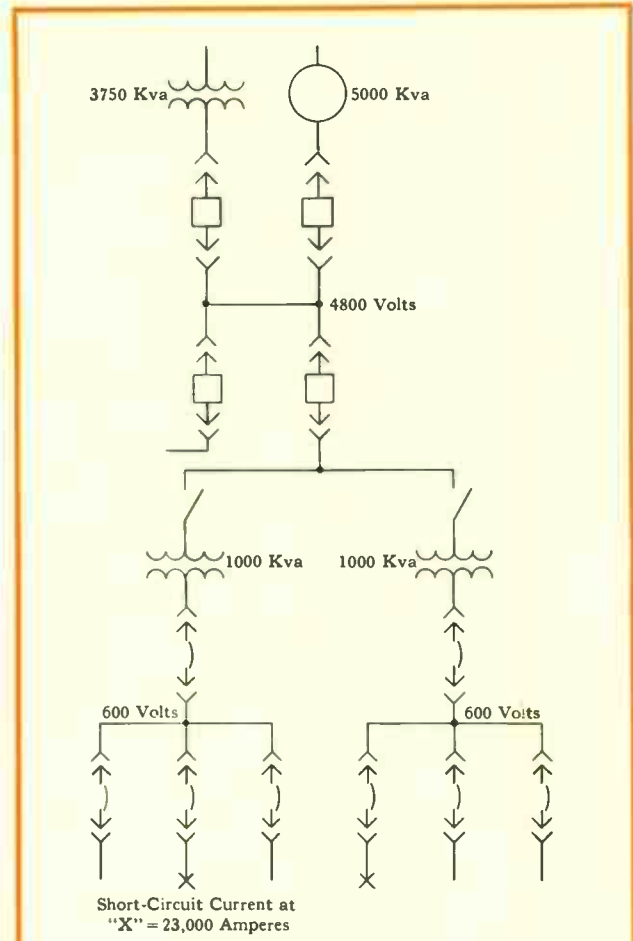 3750 Kva
5000 Kva
4800 Volts
1000 Kva
1000 Kva
600 Volts
600 Volts
X
X
Short-Circuit Current at
"X" = 23,000 Amperes